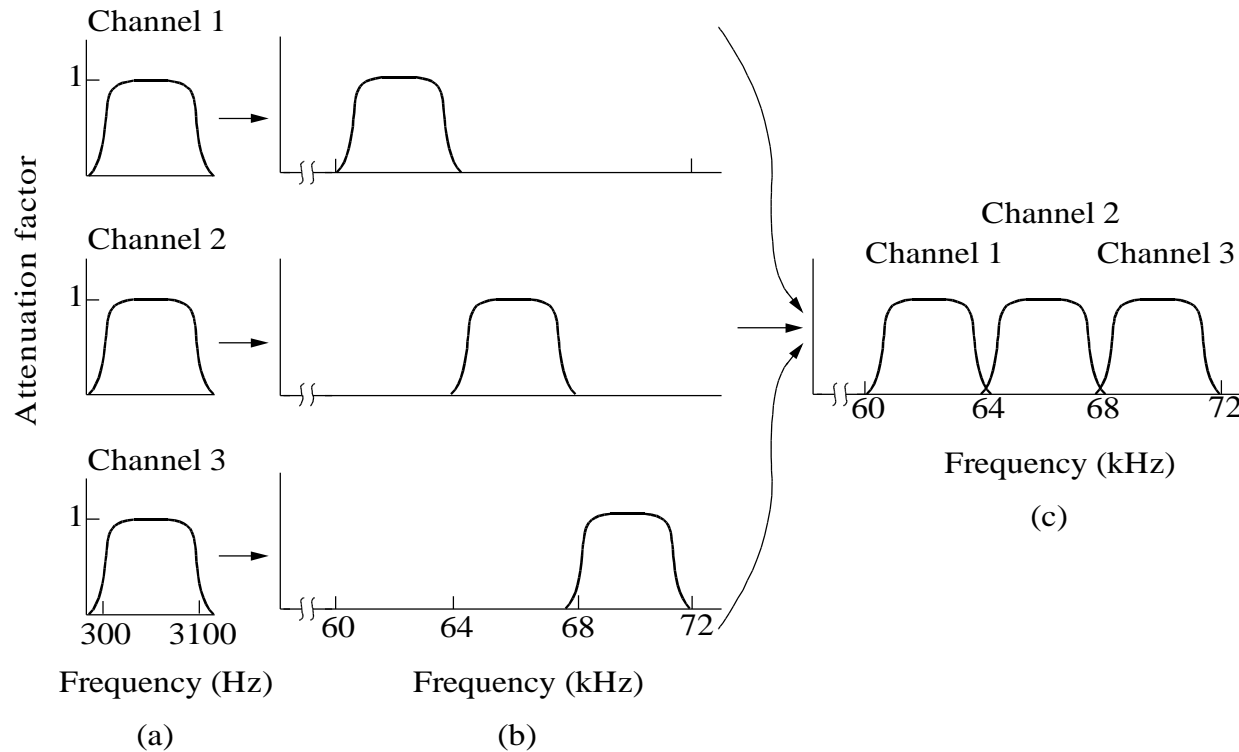 Channel 1
1
Attenuation factor
Channel 2
1
Channel 3
1
300 3100
Frequency (Hz)
(a)
60 64 68 72
Frequency (kHz)
(b)
Channel 2
Channel 1 Channel 3
60 64 68 72
Frequency (kHz)
(c)